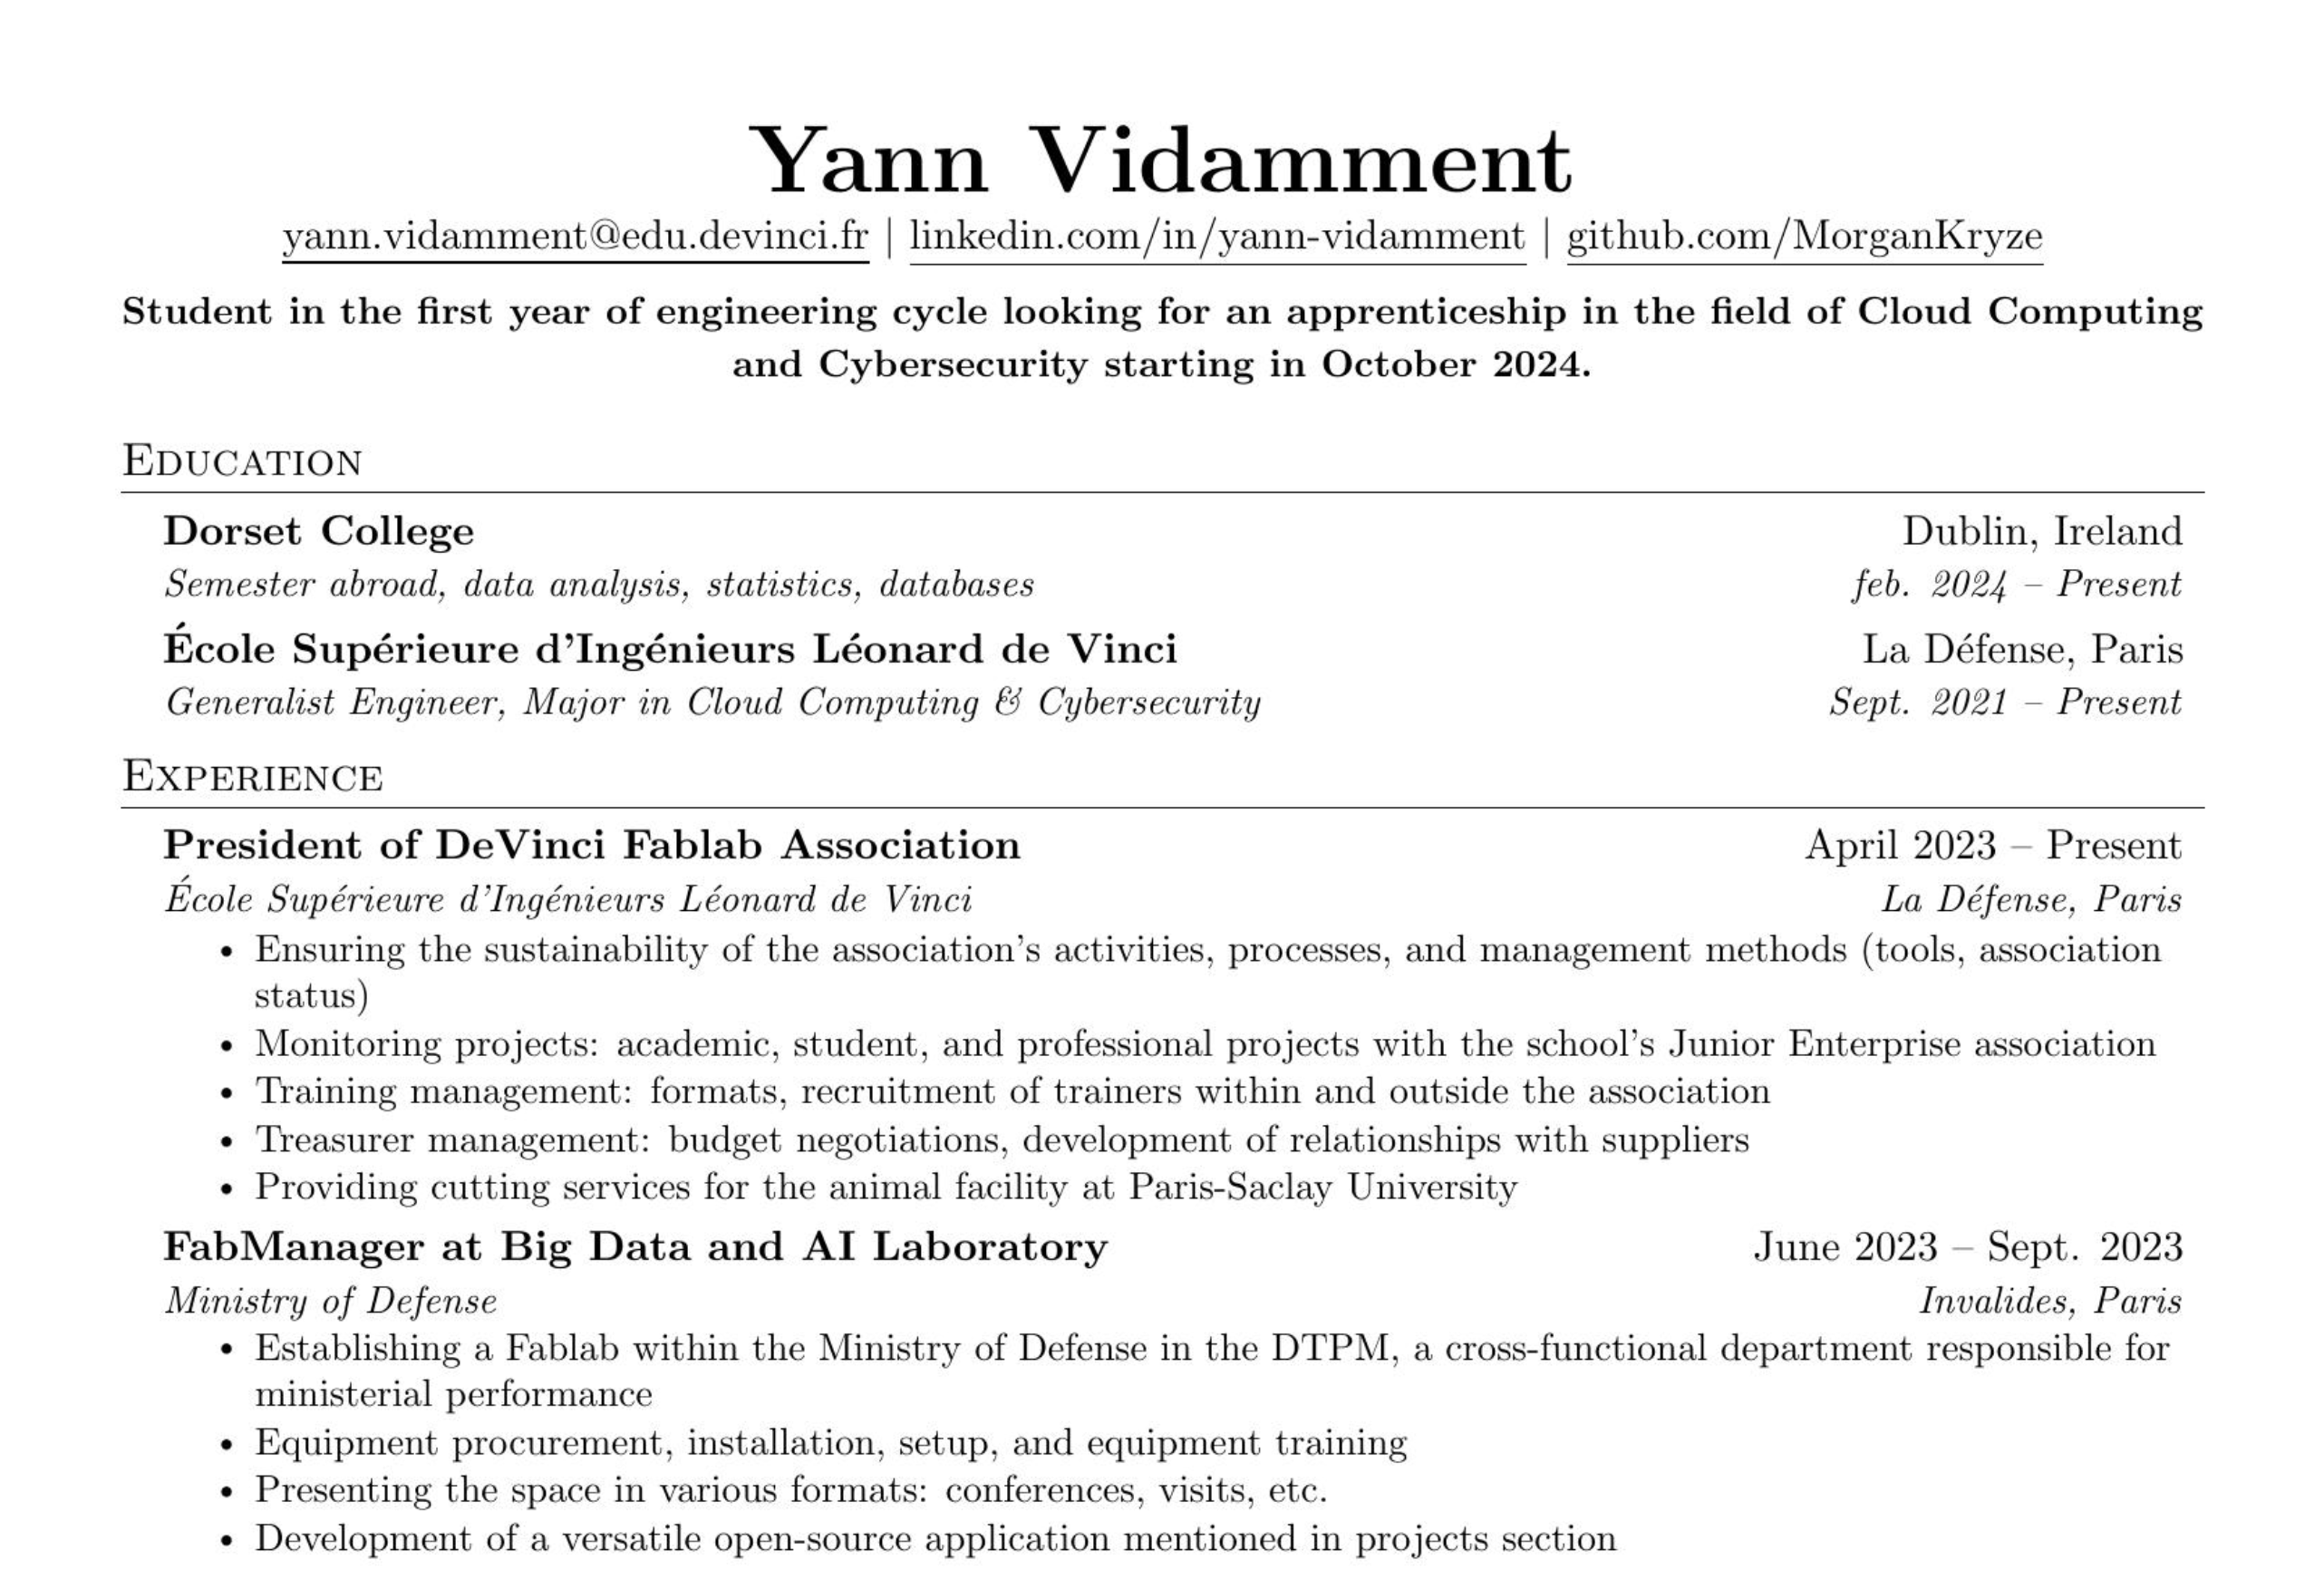 Yann Vidamment
yann.vidamment@edu.devinci.fr | linkedin.com/in/yann-vidamment | github.com/MorganKryze
Student in the first year of engineering cycle looking for an apprenticeship in the field of Cloud Computing
and Cybersecurity starting in October 2024.
Education
Dorset College Dublin, Ireland
Semester abroad, data analysis, statistics, databases feb. 2024 – Present
École Supérieure d'Ingénieurs Léonard de Vinci La Défense, Paris
Generalist Engineer, Major in Cloud Computing & Cybersecurity Sept. 2021 – Present
Experience
President of DeVinci Fablab Association April 2023 – Present
École Supérieure d'Ingénieurs Léonard de Vinci La Défense, Paris
• Ensuring the sustainability of the association's activities, processes, and management methods (tools, association
status)
• Monitoring projects: academic, student, and professional projects with the school's Junior Enterprise association
• Training management: formats, recruitment of trainers within and outside the association
• Treasurer management: budget negotiations, development of relationships with suppliers
• Providing cutting services for the animal facility at Paris-Saclay University
FabManager at Big Data and AI Laboratory June 2023 – Sept. 2023
Ministry of Defense Invalides, Paris
• Establishing a Fablab within the Ministry of Defense in the DTPM, a cross-functional department responsible for
ministerial performance
• Equipment procurement, installation, setup, and equipment training
• Presenting the space in various formats: conferences, visits, etc.
• Development of a versatile open-source application mentioned in projects section